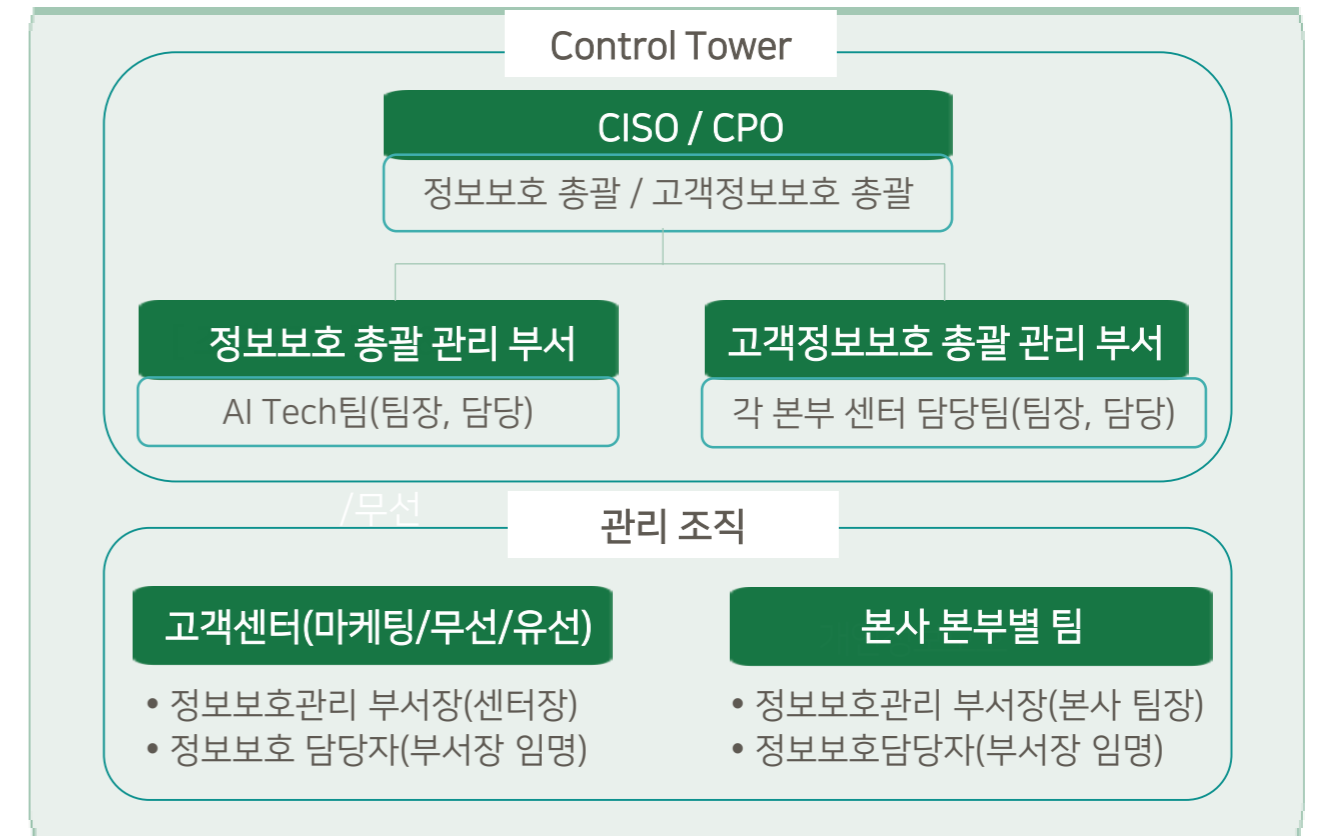 Control Tower
CISO / CPO
정보보호 총괄 / 고객정보보호 총괄
정보보호 총괄 관리 부서
고객정보보호 총괄 관리 부서
AI Tech팀(팀장, 담당)
각 본부 센터 담당팀(팀장, 담당)
/무선
관리 조직
고객센터(마케팅/무선/유선)
• 정보보호관리 부서장(센터장)
• 정보보호 담당자(부서장 임명)
본사 본부별 팀
• 정보보호관리 부서장(본사 팀장)
• 정보보호담당자(부서장 임명)